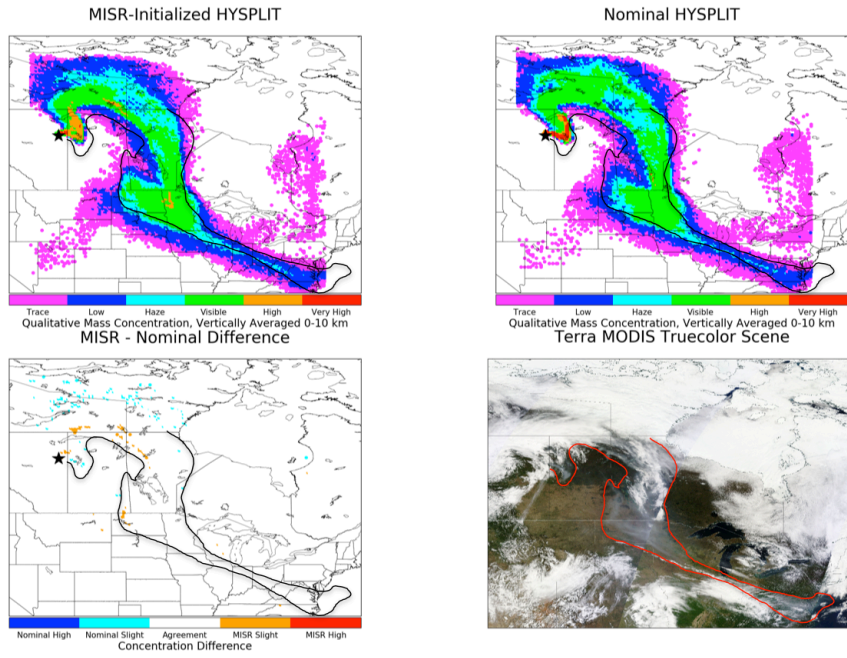 MISR-Initialized HYSPLIT
Nominal HYSPLIT
Trace Low Haze Visible High Very High
Qualitative Mass Concentration, Vertically Averaged 0-10 km
Trace Low Haze Visible High Very High
Qualitative Mass Concentration, Vertically Averaged 0-10 km
MISR - Nominal Difference
Terra MODIS Truecolor Scene
Nominal High Nominal Slight Agreement MISR Slight MISR High
Concentration Difference